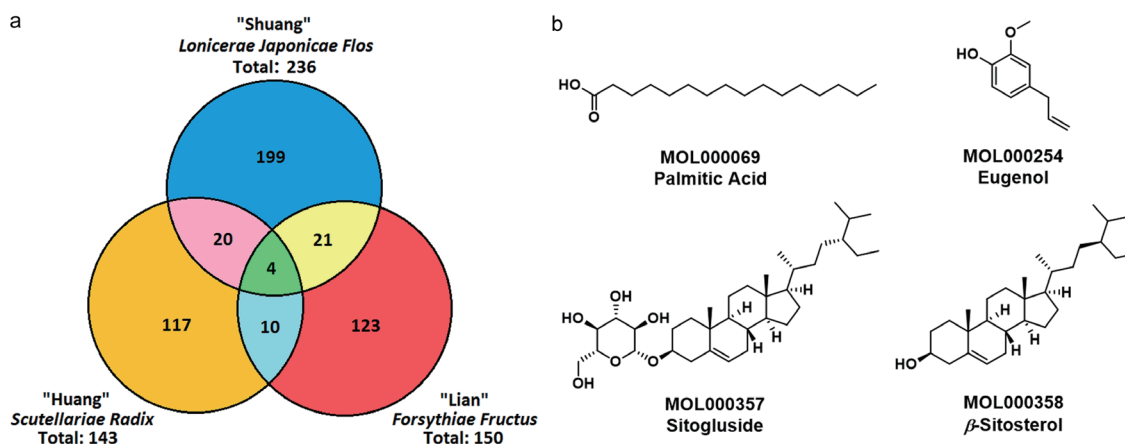 a
"Shuang"
Lonicerae Japonicae Flos
Total: 236
199
20
21
4
117
10
123
"Huang"
Scutellariae Radix
Total: 143
"Lian"
Forsythiae Fructus
Total: 150
b
HO
O
MOL000069
Palmitic Acid
O
HO
MOL000254
Eugenol
OH
HO
OH
O
O
OH
H
H
H
H
MOL000357
Sitogluside
HO
H
H
H
H
MOL000358
β-Sitosterol